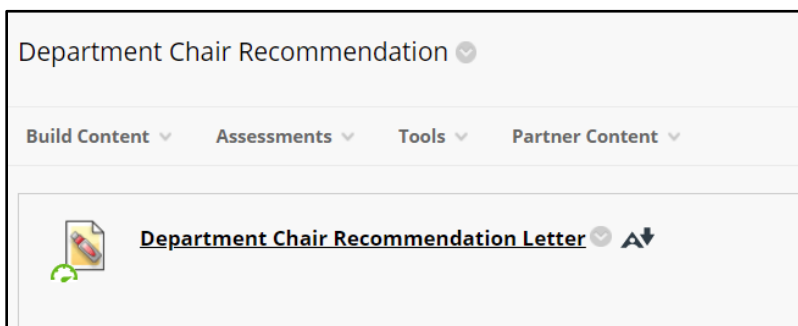 Department Chair Recommendation
Build Content Assessments Tools Partner Content
Department Chair Recommendation Letter